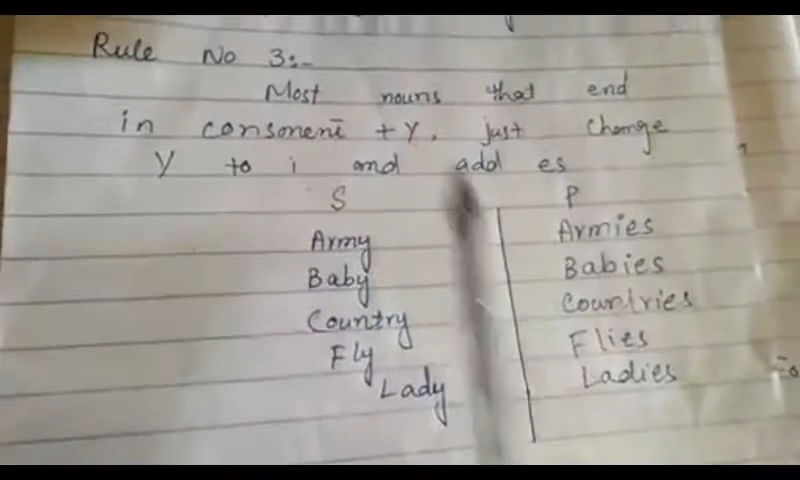 Rule No 3:-
Most nouns that end
in consonent + Y. just change
Y to i and add es
S P
Army Armies
Baby Babies
Country Countries
Fly Flies
Lady Ladies